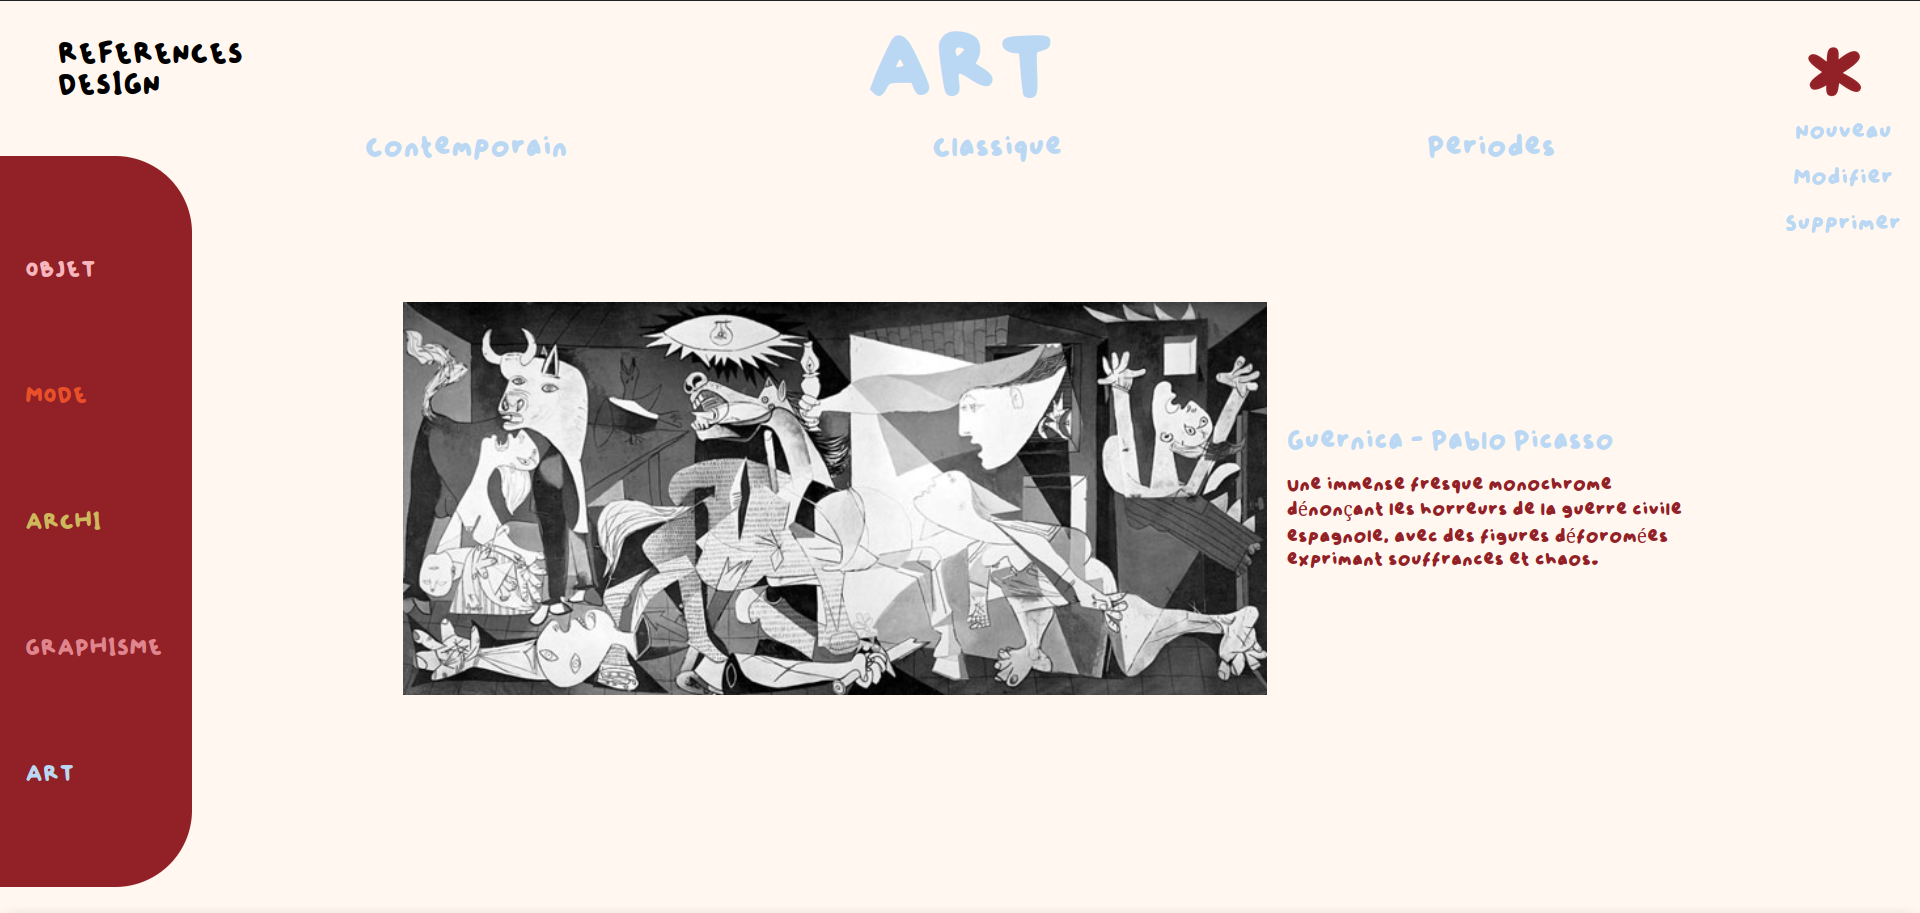 REFERENCES
DESIGN
ART
Contemporain
Classique
Periodes
Nouveau
Modifier
Supprimer
OBJET
MODE
ARCHI
GRAPHISME
ART
Guernica - Pablo Picasso
Une immense fresque monochrome
dénonçant les horreurs de la guerre civile
espagnole, avec des figures déforomées
exprimant souffrances et chaos.